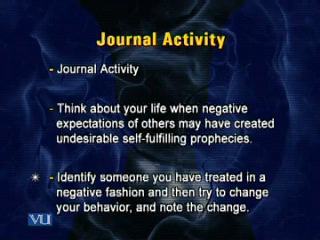 Journal Activity
- Journal Activity
- Think about your life when negative
expectations of others may have created
undesirable self-fulfilling prophecies.
✴ - Identify someone you have treated in a
negative fashion and then try to change
your behavior, and note the change.
VU